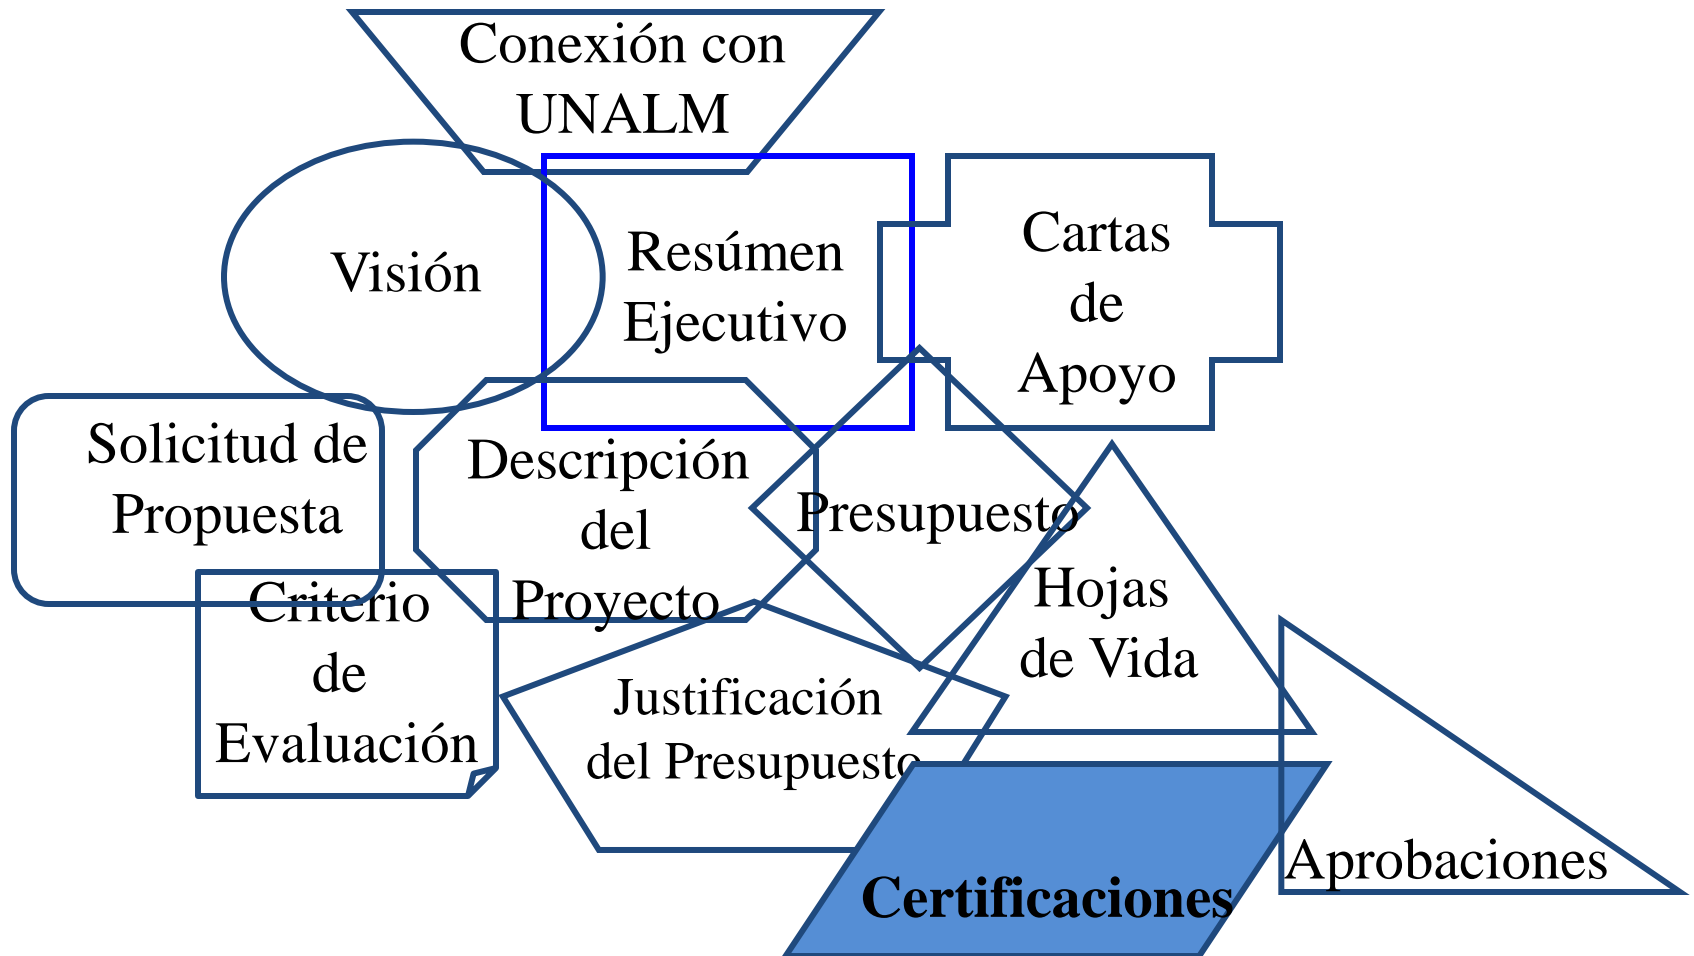 Conexión con
UNALM
Visión
Resúmen
Ejecutivo
Cartas
de
Apoyo
Solicitud de
Propuesta
Descripción
del
Proyecto
Presupuesto
Criterio
de
Evaluación
Hojas
de Vida
Justificación
del Presupuesto
Aprobaciones
Certificaciones